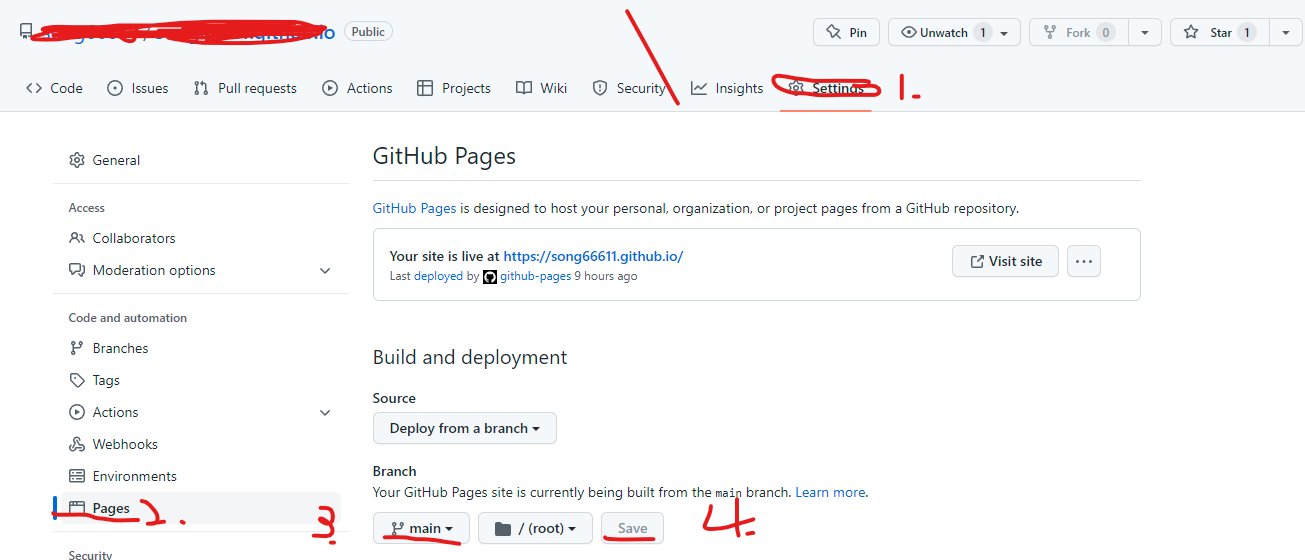 Public
Pin
Unwatch 1
Fork 0
Star 1
Code
Issues
Pull requests
Actions
Projects
Wiki
Security
Insights
Settings
1.
General
Access
Collaborators
Moderation options
Code and automation
Branches
Tags
Actions
Webhooks
Environments
Pages
2.
Security
GitHub Pages
GitHub Pages is designed to host your personal, organization, or project pages from a GitHub repository.
Your site is live at https://song66611.github.io/
Last deployed by github-pages 9 hours ago
Visit site
Build and deployment
Source
Deploy from a branch
Branch
Your GitHub Pages site is currently being built from the main branch. Learn more.
3.
main
/ (root)
Save
4.